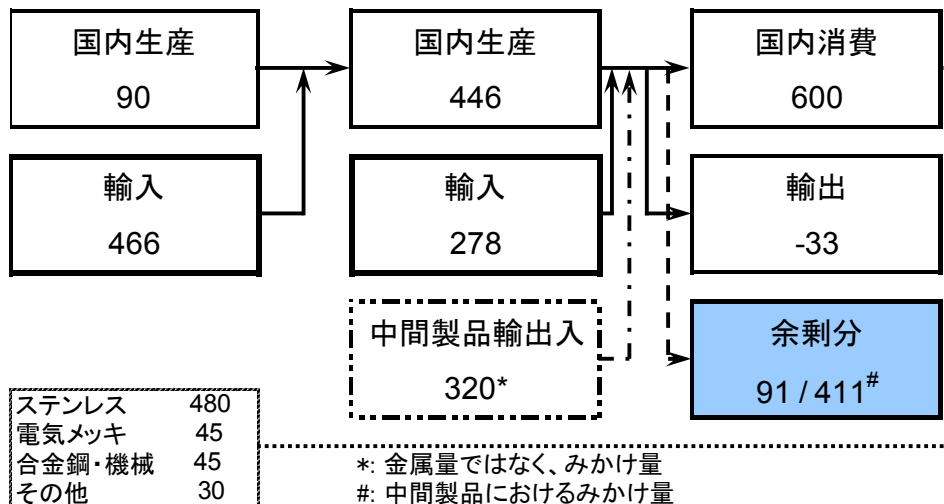 国内生産
90
国内生産
446
国内消費
600
輸入
466
輸入
278
輸出
-33
中間製品輸出入
320*
余剰分
91 / 411#
ステンレス 480
電気メッキ 45
合金鋼・機械 45
その他 30
*: 金属量ではなく、みかけ量
#: 中間製品におけるみかけ量